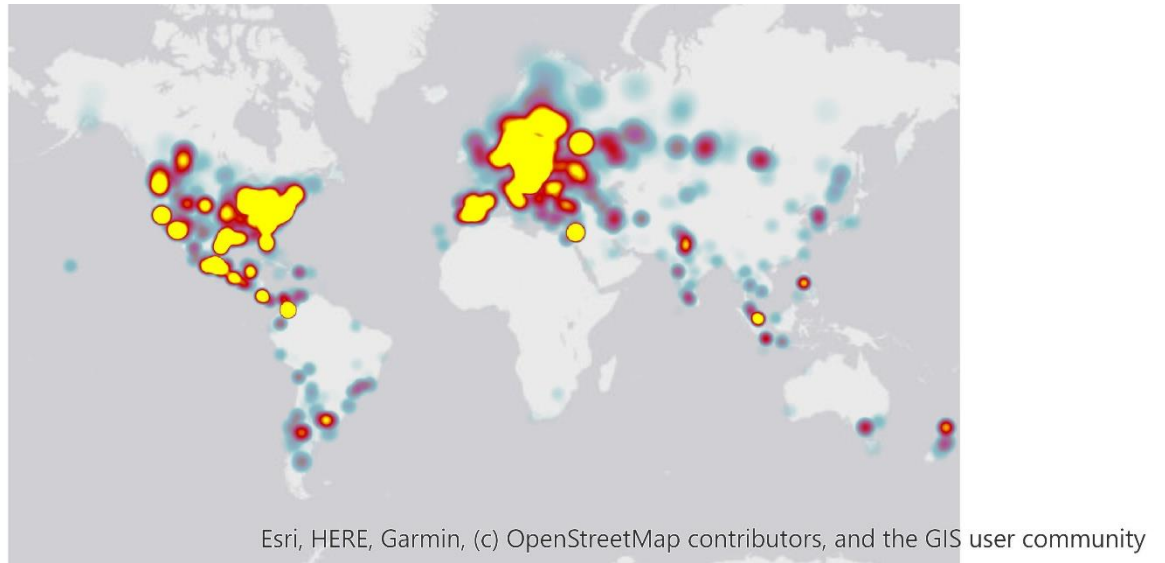 Esri, HERE, Garmin, (c) OpenStreetMap contributors, and the GIS user community